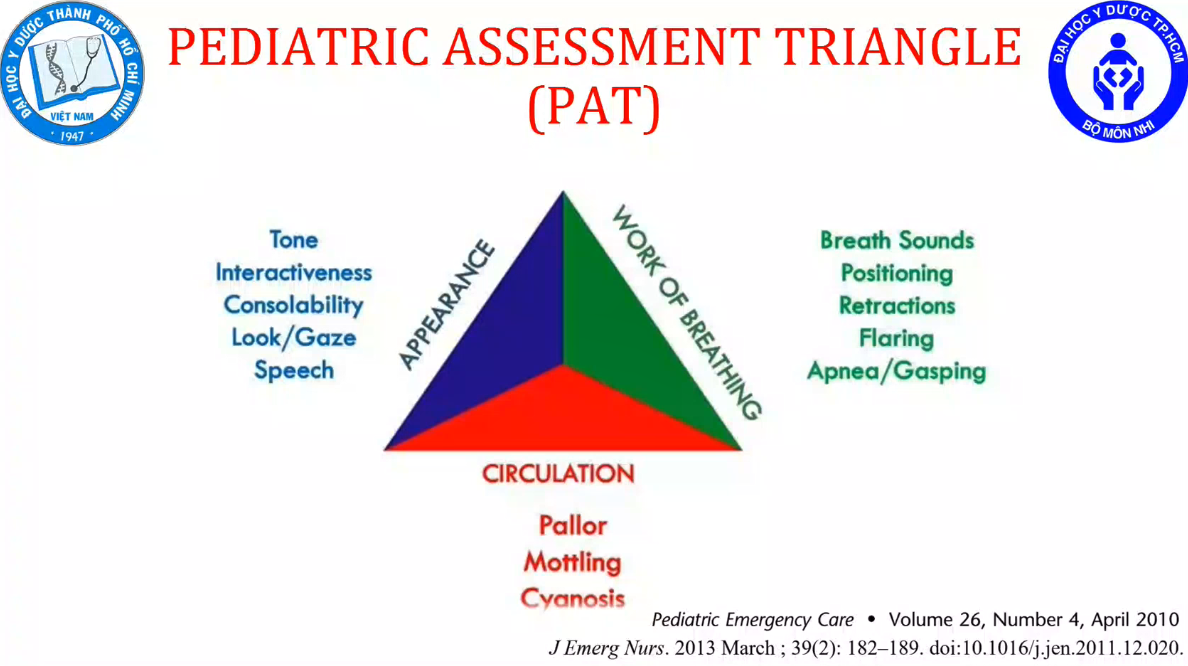 PEDIATRIC ASSESSMENT TRIANGLE
(PAT)
ĐẠI HỌC Y DƯỢC THÀNH PHỐ HỒ CHÍ MINH
VIỆT NAM
1947
ĐẠI HỌC Y DƯỢC TP.HCM
BỘ MÔN NHI
Tone
Interactiveness
Consolability
Look/Gaze
Speech
APPEARANCE
WORK OF BREATHING
Breath Sounds
Positioning
Retractions
Flaring
Apnea/Gasping
CIRCULATION
Pallor
Mottling
Cyanosis
Pediatric Emergency Care • Volume 26, Number 4, April 2010
J Emerg Nurs. 2013 March ; 39(2): 182–189. doi:10.1016/j.jen.2011.12.020.